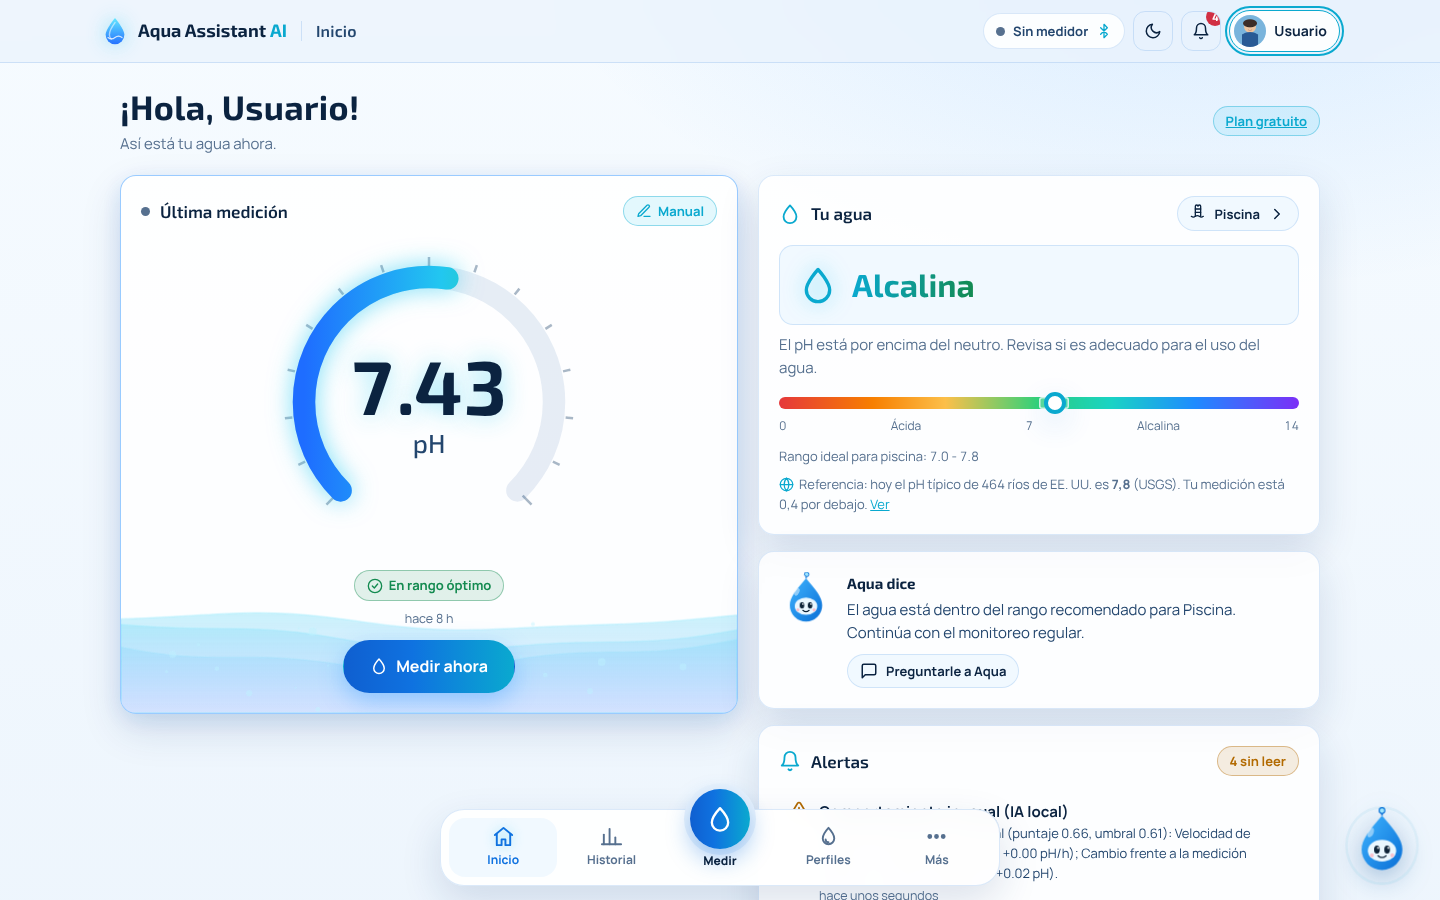 Aqua Assistant AI
Inicio
Sin medidor
4
Usuario
¡Hola, Usuario!
Así está tu agua ahora.
Plan gratuito
Última medición
Manual
7.43
pH
En rango óptimo
hace 8 h
Medir ahora
Tu agua
Piscina
Alcalina
El pH está por encima del neutro. Revisa si es adecuado para el uso del
agua.
0
Ácida
7
Alcalina
14
Rango ideal para piscina: 7.0 - 7.8
Referencia: hoy el pH típico de 464 ríos de EE. UU. es 7,8 (USGS). Tu medición está
0,4 por debajo. Ver
Aqua dice
El agua está dentro del rango recomendado para Piscina.
Continúa con el monitoreo regular.
Preguntarle a Aqua
Alertas
4 sin leer
(IA local)
(puntaje 0.66, umbral 0.61): Velocidad de
+0.00 pH/h); Cambio frente a la medición
+0.02 pH).
hace unos segundos
Inicio
Historial
Medir
Perfiles
Más